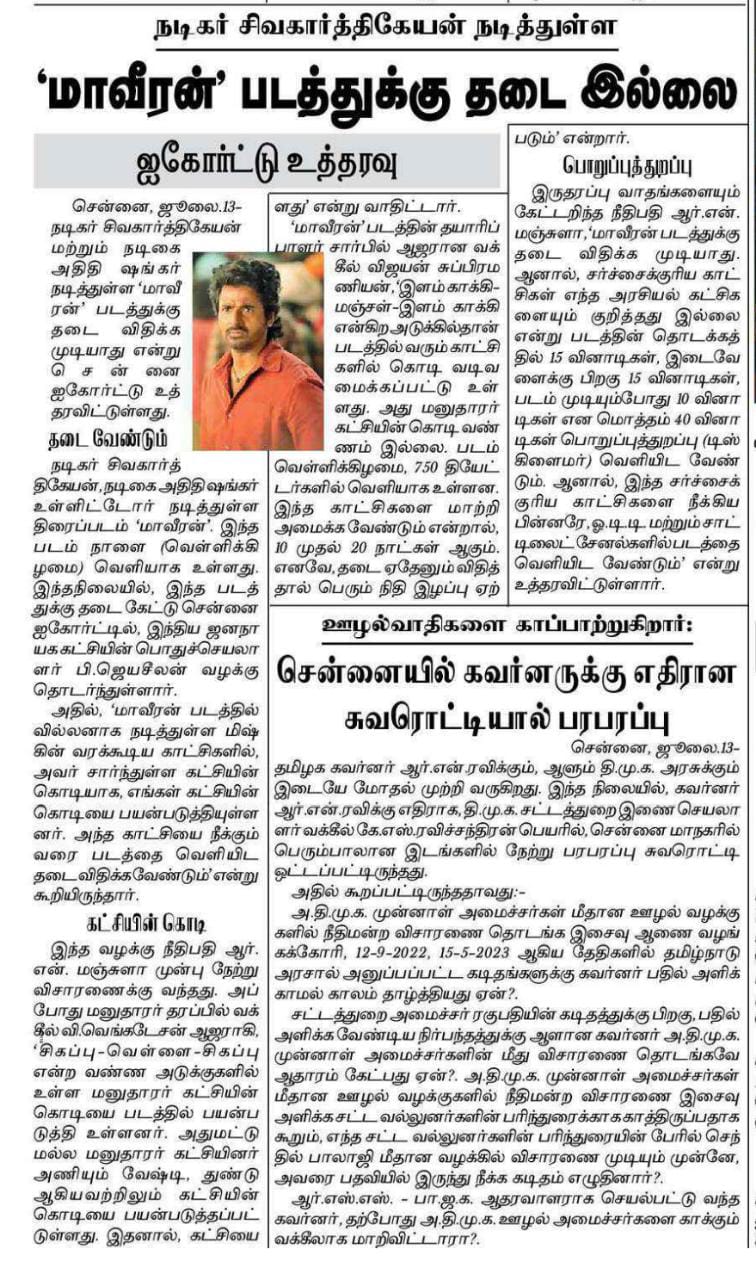 நடிகர் சிவகார்த்திகேயன் நடித்துள்ள
‘மாவீரன்’ படத்துக்கு தடை இல்லை
ஐகோர்ட்டு உத்தரவு
சென்னை, ஜூலை.13-
நடிகர் சிவகார்த்திகேயன்
மற்றும் நடிகை
அதிதி ஷங்கர்
நடித்துள்ள ‘மாவீ
ரன்’ படத்துக்கு
தடை விதிக்க
முடியாது என்று
சென்னை
ஐகோர்ட்டு உத்
தரவிட்டுள்ளது.
தடை வேண்டும்
நடிகர் சிவகார்த்
திகேயன், நடிகை அதிதி ஷங்கர்
உள்ளிட்டோர் நடித்துள்ள
திரைப்படம் ‘மாவீரன்’. இந்த
படம் நாளை (வெள்ளிக்கி
ழமை) வெளியாக உள்ளது.
இந்தநிலையில், இந்த படத்
துக்கு தடை கேட்டு சென்னை
ஐகோர்ட்டில், இந்திய ஜனநா
யககட்சியின் பொதுச்செயலா
ளர் பி.ஜெயசீலன் வழக்கு
தொடர்ந்துள்ளார்.
அதில், ‘மாவீரன் படத்தில்
வில்லனாக நடித்துள்ள மிஷ்
கின் வரக்கூடிய காட்சிகளில்,
அவர் சார்ந்துள்ள கட்சியின்
கொடியாக, எங்கள் கட்சியின்
கொடியை பயன்படுத்தியுள்ள
னர். அந்த காட்சியை நீக்கும்
வரை படத்தை வெளியிட
தடைவிதிக்கவேண்டும்’ என்று
கூறியிருந்தார்.
கட்சியின் கொடி
இந்த வழக்கு நீதிபதி ஆர்.
என். மஞ்சுளா முன்பு நேற்று
விசாரணைக்கு வந்தது. அப்
போது மனுதாரர் தரப்பில் வக்
கீல் வி.வெங்கடேசன் ஆஜராகி,
‘சிகப்பு-வெள்ளை-சிகப்பு
என்ற வண்ண அடுக்குகளில்
உள்ள மனுதாரர் கட்சியின்
கொடியை படத்தில் பயன்ப
டுத்தி உள்ளனர். அதுமட்டு
மல்ல மனுதாரர் கட்சியினர்
அணியும் வேஷ்டி, துண்டு
ஆகியவற்றிலும் கட்சியின்
கொடியை பயன்படுத்தப்பட்
டுள்ளது. இதனால், கட்சியை
ளது’ என்று வாதிட்டார்.
‘மாவீரன்’ படத்தின் தயாரிப்
பாளர் சார்பில் ஆஜரான வக்
கீல் விஜயன் சுப்பிரம
ணியன், ‘இளம் காக்கி-
மஞ்சள்-இளம் காக்கி
என்கிற அடுக்கில்தான்
படத்தில் வரும் காட்சி
களில் கொடி வடிவ
மைக்கப்பட்டு உள்
ளது. அது மனுதாரர்
கட்சியின் கொடி வண்
ணம் இல்லை. படம்
வெள்ளிக்கிழமை, 750 தியேட்
டர்களில் வெளியாக உள்ளன.
இந்த காட்சிகளை மாற்றி
அமைக்க வேண்டும் என்றால்,
10 முதல் 20 நாட்கள் ஆகும்.
எனவே, தடை ஏதேனும் விதித்
தால் பெரும் நிதி இழப்பு ஏற்
படும்’ என்றார்.
பொறுப்புத்துறப்பு
இருதரப்பு வாதங்களையும்
கேட்டறிந்த நீதிபதி ஆர்.என்.
மஞ்சுளா, ‘மாவீரன் படத்துக்கு
தடை விதிக்க முடியாது.
ஆனால், சர்ச்சைக்குரிய காட்
சிகள் எந்த அரசியல் கட்சிக
ளையும் குறித்தது இல்லை
என்று படத்தின் தொடக்கத்
தில் 15 வினாடிகள், இடைவே
ளைக்கு பிறகு 15 வினாடிகள்,
படம் முடியும்போது 10 வினா
டிகள் என மொத்தம் 40 வினா
டிகள் பொறுப்புத்துறப்பு (டிஸ்
கிளைமர்) வெளியிட வேண்
டும். ஆனால், இந்த சர்ச்சைக்
குரிய காட்சிகளை நீக்கிய
பின்னரே, ஓ.டி.டி. மற்றும் சாட்
டிலைட் சேனல்களில் படத்தை
வெளியிட வேண்டும்’ என்று
உத்தரவிட்டுள்ளார்.
ஊழல்வாதிகளை காப்பாற்றுகிறார்:
சென்னையில் கவர்னருக்கு எதிரான
சுவரொட்டியால் பரபரப்பு
சென்னை, ஜூலை.13-
தமிழக கவர்னர் ஆர்.என்.ரவிக்கும், ஆளும் தி.மு.க. அரசுக்கும்
இடையே மோதல் முற்றி வருகிறது. இந்த நிலையில், கவர்னர்
ஆர்.என்.ரவிக்கு எதிராக, தி.மு.க. சட்டத்துறை இணை செயலா
ளர் வக்கீல் கே.எஸ்.ரவிச்சந்திரன் பெயரில், சென்னை மாநகரில்
பெரும்பாலான இடங்களில் நேற்று பரபரப்பு சுவரொட்டி
ஒட்டப்பட்டிருந்தது.
அதில் கூறப்பட்டிருந்ததாவது:-
அ.தி.மு.க. முன்னாள் அமைச்சர்கள் மீதான ஊழல் வழக்கு
களில் நீதிமன்ற விசாரணை தொடங்க இசைவு ஆணை வழங்
கக்கோரி, 12-9-2022, 15-5-2023 ஆகிய தேதிகளில் தமிழ்நாடு
அரசால் அனுப்பப்பட்ட கடிதங்களுக்கு கவர்னர் பதில் அளிக்
காமல் காலம் தாழ்த்தியது ஏன்?.
சட்டத்துறை அமைச்சர் ரகுபதியின் கடிதத்துக்கு பிறகு, பதில்
அளிக்க வேண்டிய நிர்பந்தத்துக்கு ஆளான கவர்னர் அ.தி.மு.க.
முன்னாள் அமைச்சர்களின் மீது விசாரணை தொடங்கவே
ஆதாரம் கேட்பது ஏன்?. அ.தி.மு.க. முன்னாள் அமைச்சர்கள்
மீதான ஊழல் வழக்குகளில் நீதிமன்ற விசாரணை இசைவு
அளிக்க சட்ட வல்லுனர்களின் பரிந்துரைக்காக காத்திருப்பதாக
கூறும், எந்த சட்ட வல்லுனர்களின் பரிந்துரையின் பேரில் செந்
தில் பாலாஜி மீதான வழக்கில் விசாரணை முடியும் முன்னே,
அவரை பதவியில் இருந்து நீக்க கடிதம் எழுதினார்?.
ஆர்.எஸ்.எஸ். - பா.ஜ.க. ஆதரவாளராக செயல்பட்டு வந்த
கவர்னர், தற்போது அ.தி.மு.க. ஊழல் அமைச்சர்களை காக்கும்
வக்கீலாக மாறிவிட்டாரா?.